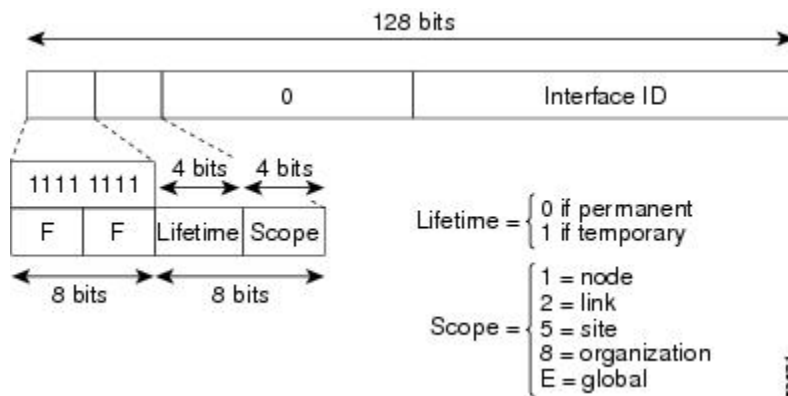 128 bits
0 Interface ID
4 bits 4 bits
1111 1111
F F Lifetime Scope
8 bits 8 bits
Lifetime =
0 if permanent
1 if temporary
Scope =
1 = node
2 = link
5 = site
8 = organization
E = global